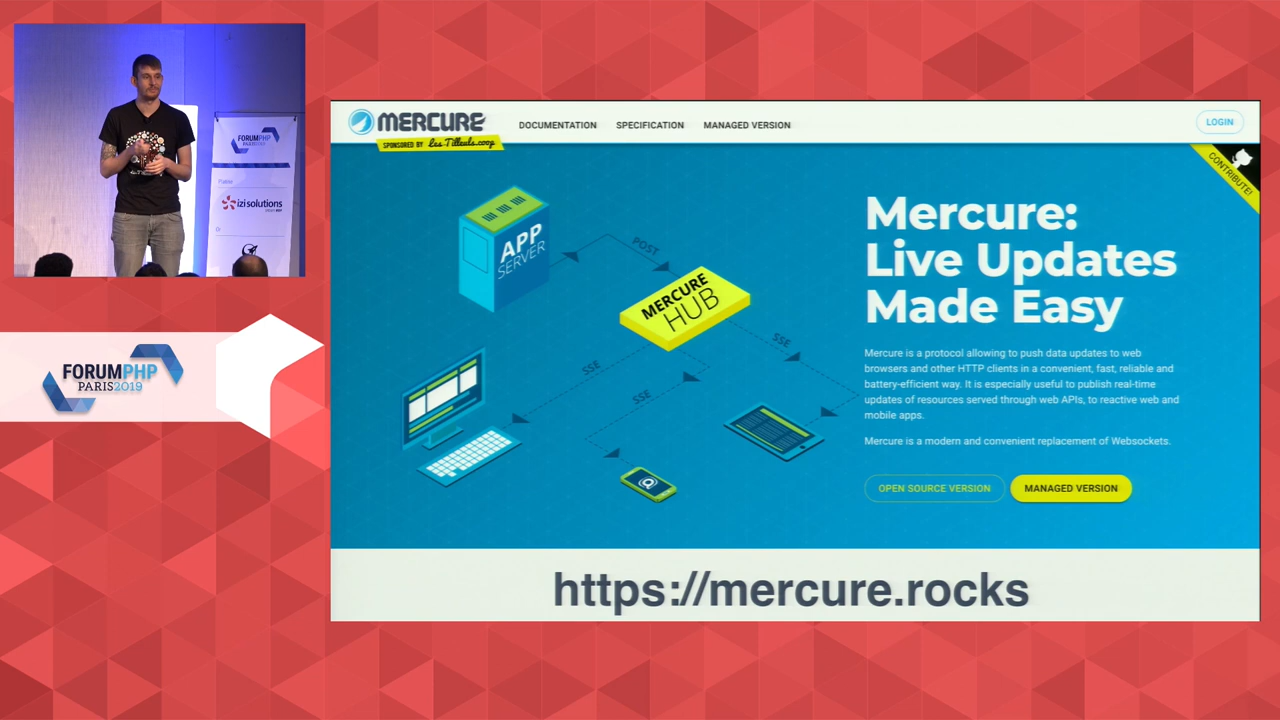 FORUMPHP
izi solutions
FORUMPHP
PARIS2019
MERCURE
SPONSORED BY Les-Tilleuls.coop
DOCUMENTATION
SPECIFICATION
MANAGED VERSION
LOGIN
CONTRIBUTE!
APP
SERVER
POST
MERCURE
HUB
SSE
SSE
SSE
Mercure:
Live Updates
Made Easy
Mercure is a protocol allowing to push data updates to web
browsers and other HTTP clients in a convenient, fast, reliable and
battery-efficient way. It is especially useful to publish real-time
updates of resources served through web APIs, to reactive web and
mobile apps.
Mercure is a modern and convenient replacement of Websockets.
OPEN SOURCE VERSION
MANAGED VERSION
https://mercure.rocks